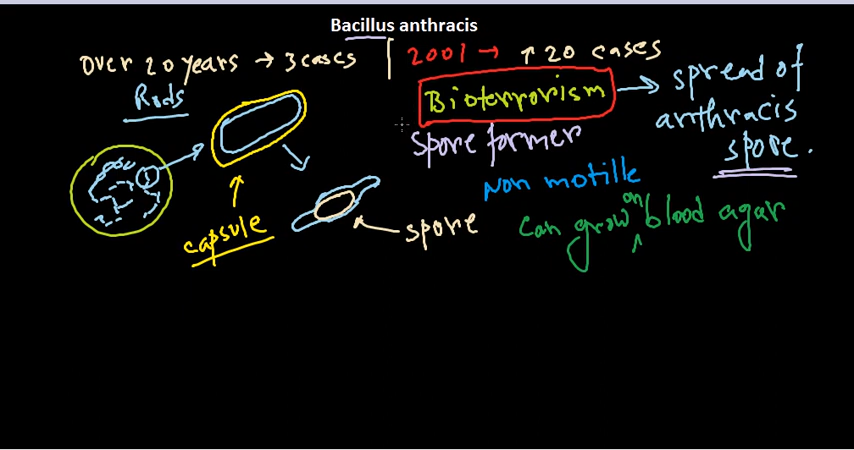 Bacillus anthracis
Over 20 years → 3 cases
2001 → ↑ 20 cases
Rods
Bioterrorism → spread of
anthracis
spore.
Spore former
Non motille
can grow on blood agar
capsule
spore